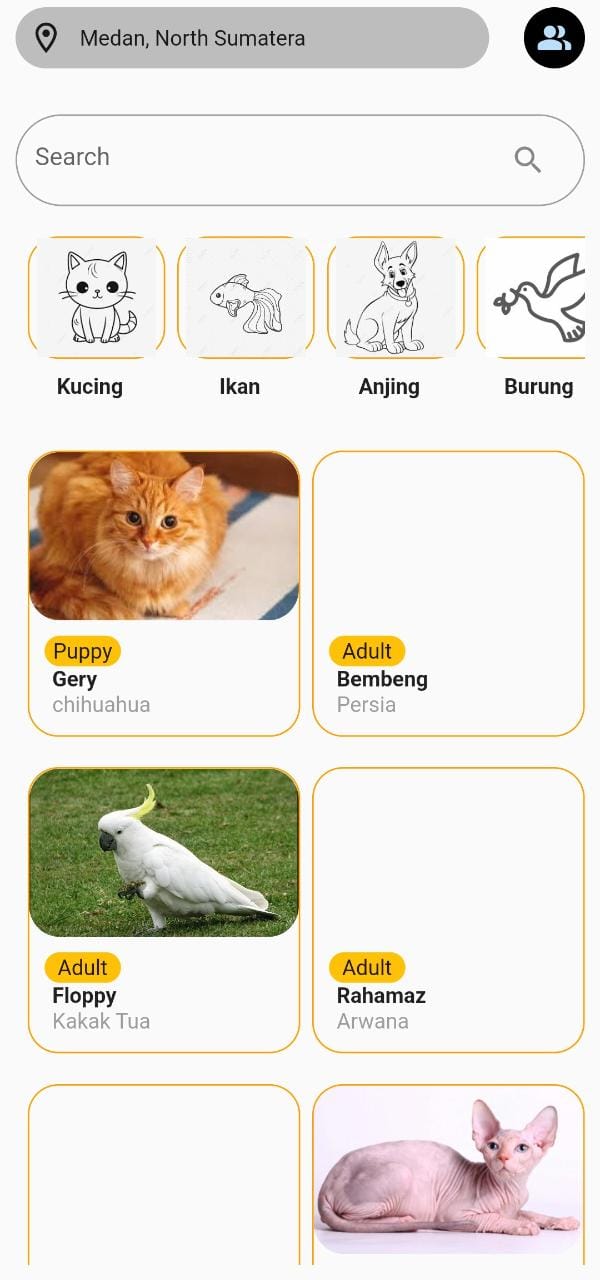 Medan, North Sumatera
Search
Kucing
Ikan
Anjing
Burung
Puppy
Gery
chihuahua
Adult
Bembeng
Persia
Adult
Floppy
Kakak Tua
Adult
Rahamaz
Arwana